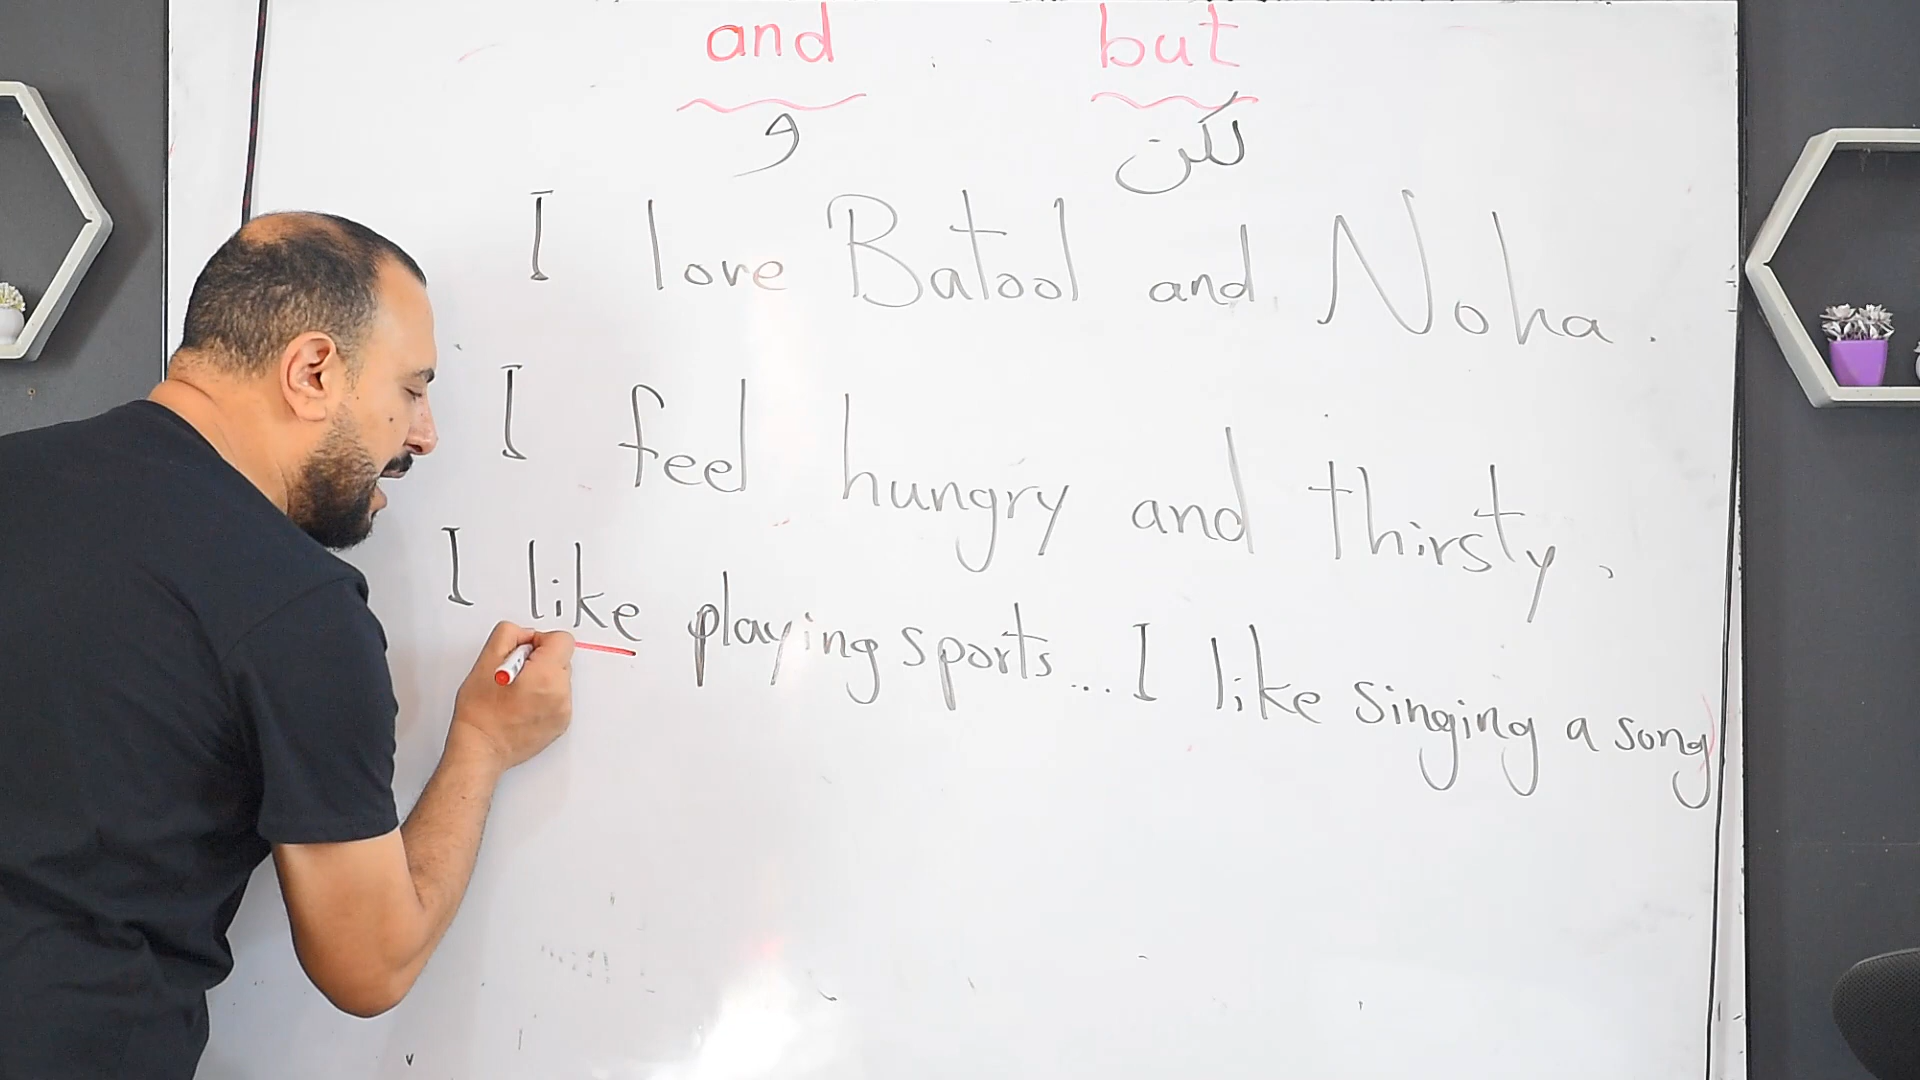 and but
و لكن
I love Batool and Noha.
I feel hungry and thirsty.
I like playing sports... I like singing a song